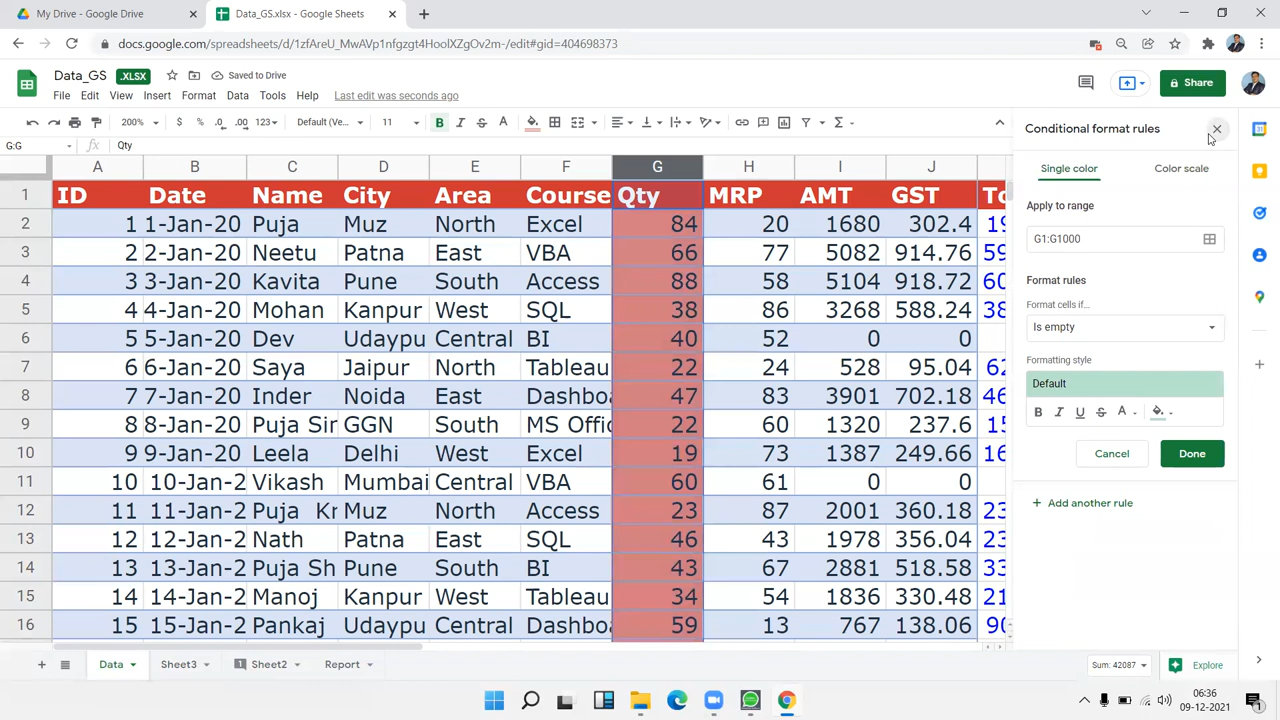 My Drive - Google Drive
Data_GS.xlsx - Google Sheets
docs.google.com/spreadsheets/d/1zfAreU_MwAVp1nfgzgt4HoolXZgOv2m-/edit#gid=404698373
Data_GS .XLSX Saved to Drive
File Edit View Insert Format Data Tools Help Last edit was seconds ago
Share
200% $ % .0 .00 123 Default (Ve... 11 B I S A
G:G fx Qty
A B C D E F G H I J
1 ID Date Name City Area Course Qty MRP AMT GST To
2 1 1-Jan-20 Puja Muz North Excel 84 20 1680 302.4 19
3 2 2-Jan-20 Neetu Patna East VBA 66 77 5082 914.76 59
4 3 3-Jan-20 Kavita Pune South Access 88 58 5104 918.72 60
5 4 4-Jan-20 Mohan Kanpur West SQL 38 86 3268 588.24 38
6 5 5-Jan-20 Dev Udaypu Central BI 40 52 0 0
7 6 6-Jan-20 Saya Jaipur North Tableau 22 24 528 95.04 62
8 7 7-Jan-20 Inder Noida East Dashbo 47 83 3901 702.18 46
9 8 8-Jan-20 Puja Sin GGN South MS Offic 22 60 1320 237.6 15
10 9 9-Jan-20 Leela Delhi West Excel 19 73 1387 249.66 16
11 10 10-Jan-2 Vikash Mumbai Central VBA 60 61 0 0
12 11 11-Jan-2 Puja Kr Muz North Access 23 87 2001 360.18 23
13 12 12-Jan-2 Nath Patna East SQL 46 43 1978 356.04 23
14 13 13-Jan-2 Puja Sh Pune South BI 43 67 2881 518.58 33
15 14 14-Jan-2 Manoj Kanpur West Tableau 34 54 1836 330.48 21
16 15 15-Jan-2 Pankaj Udaypu Central Dashbo 59 13 767 138.06 90
Conditional format rules
Single color Color scale
Apply to range
G1:G1000
Format rules
Format cells if...
Is empty
Formatting style
Default
B I U S A
Cancel Done
+ Add another rule
Data Sheet3 1 Sheet2 Report Sum: 42087 Explore
06:36
09-12-2021
1